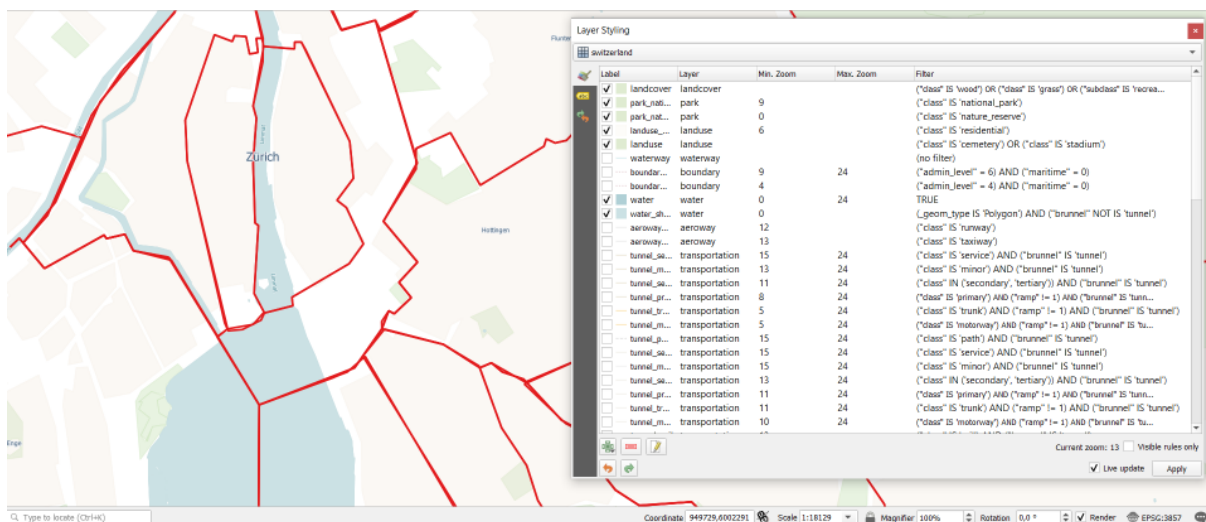 Layer Styling
switzerland
Label Layer Min. Zoom Max. Zoom Filter
landcover landcover ("class" IS 'wood') OR ("class" IS 'grass') OR ("subclass" IS 'recrea...
park_nati... park 9 ("class" IS 'national_park')
park_nat... park 0 ("class" IS 'nature_reserve')
landuse_... landuse 6 ("class" IS 'residential')
landuse landuse ("class" IS 'cemetery') OR ("class" IS 'stadium')
waterway waterway (no filter)
boundar... boundary 9 24 ("admin_level" = 6) AND ("maritime" = 0)
boundar... boundary 4 ("admin_level" = 4) AND ("maritime" = 0)
water water 0 24 TRUE
water_sh... water 0 (_geom_type IS 'Polygon') AND ("brunnel" NOT IS 'tunnel')
aeroway... aeroway 12 ("class" IS 'runway')
aeroway... aeroway 13 ("class" IS 'taxiway')
tunnel_se... transportation 15 24 ("class" IS 'service') AND ("brunnel" IS 'tunnel')
tunnel_m... transportation 13 24 ("class" IS 'minor') AND ("brunnel" IS 'tunnel')
tunnel_se... transportation 11 24 ("class" IN ('secondary', 'tertiary')) AND ("brunnel" IS 'tunnel')
tunnel_pr... transportation 8 24 ("class" IS 'primary') AND ("ramp" != 1) AND ("brunnel" IS 'tunn...
tunnel_tr... transportation 5 24 ("class" IS 'trunk') AND ("ramp" != 1) AND ("brunnel" IS 'tunnel')
tunnel_m... transportation 5 24 ("class" IS 'motorway') AND ("ramp" != 1) AND ("brunnel" IS 'tu...
tunnel_p... transportation 15 24 ("class" IS 'path') AND ("brunnel" IS 'tunnel')
tunnel_se... transportation 15 24 ("class" IS 'service') AND ("brunnel" IS 'tunnel')
tunnel_m... transportation 15 24 ("class" IS 'minor') AND ("brunnel" IS 'tunnel')
tunnel_se... transportation 13 24 ("class" IN ('secondary', 'tertiary')) AND ("brunnel" IS 'tunnel')
tunnel_pr... transportation 11 24 ("class" IS 'primary') AND ("ramp" != 1) AND ("brunnel" IS 'tunn...
tunnel_tr... transportation 11 24 ("class" IS 'trunk') AND ("ramp" != 1) AND ("brunnel" IS 'tunnel')
tunnel_m... transportation 10 24 ("class" IS 'motorway') AND ("ramp" != 1) AND ("brunnel" IS 'tu...
Current zoom: 13 Visible rules only
Live update Apply
Flunter
Zürich
Hottingen
Enge
Type to locate (Ctrl+K) Coordinate 949729,6002291 Scale 1:18129 Magnifier 100% Rotation 0,0 ° Render EPSG:3857